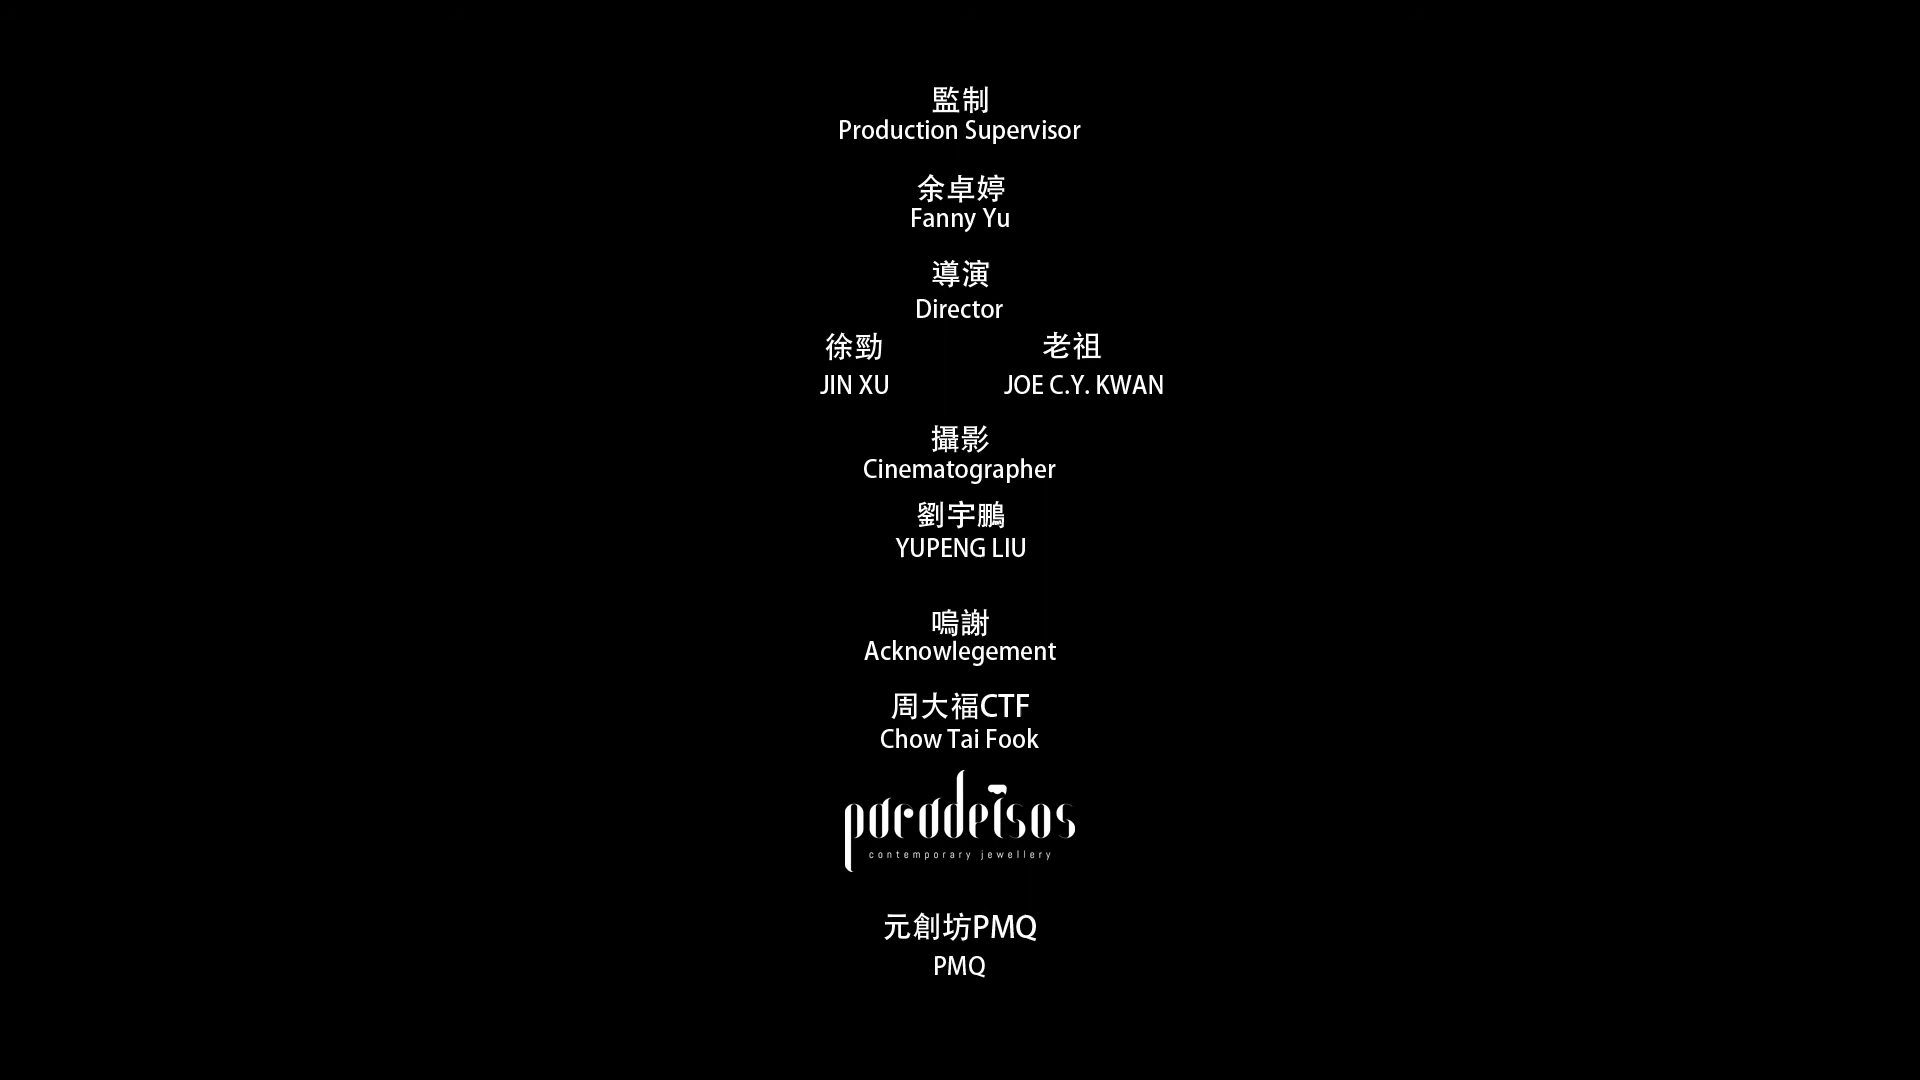 監制
Production Supervisor
余卓婷
Fanny Yu
導演
Director
徐勁 老祖
JIN XU JOE C.Y. KWAN
攝影
Cinematographer
劉宇鵬
YUPENG LIU
嗚謝
Acknowlegement
周大福CTF
Chow Tai Fook
paradeisos
contemporary jewellery
元創坊PMQ
PMQ